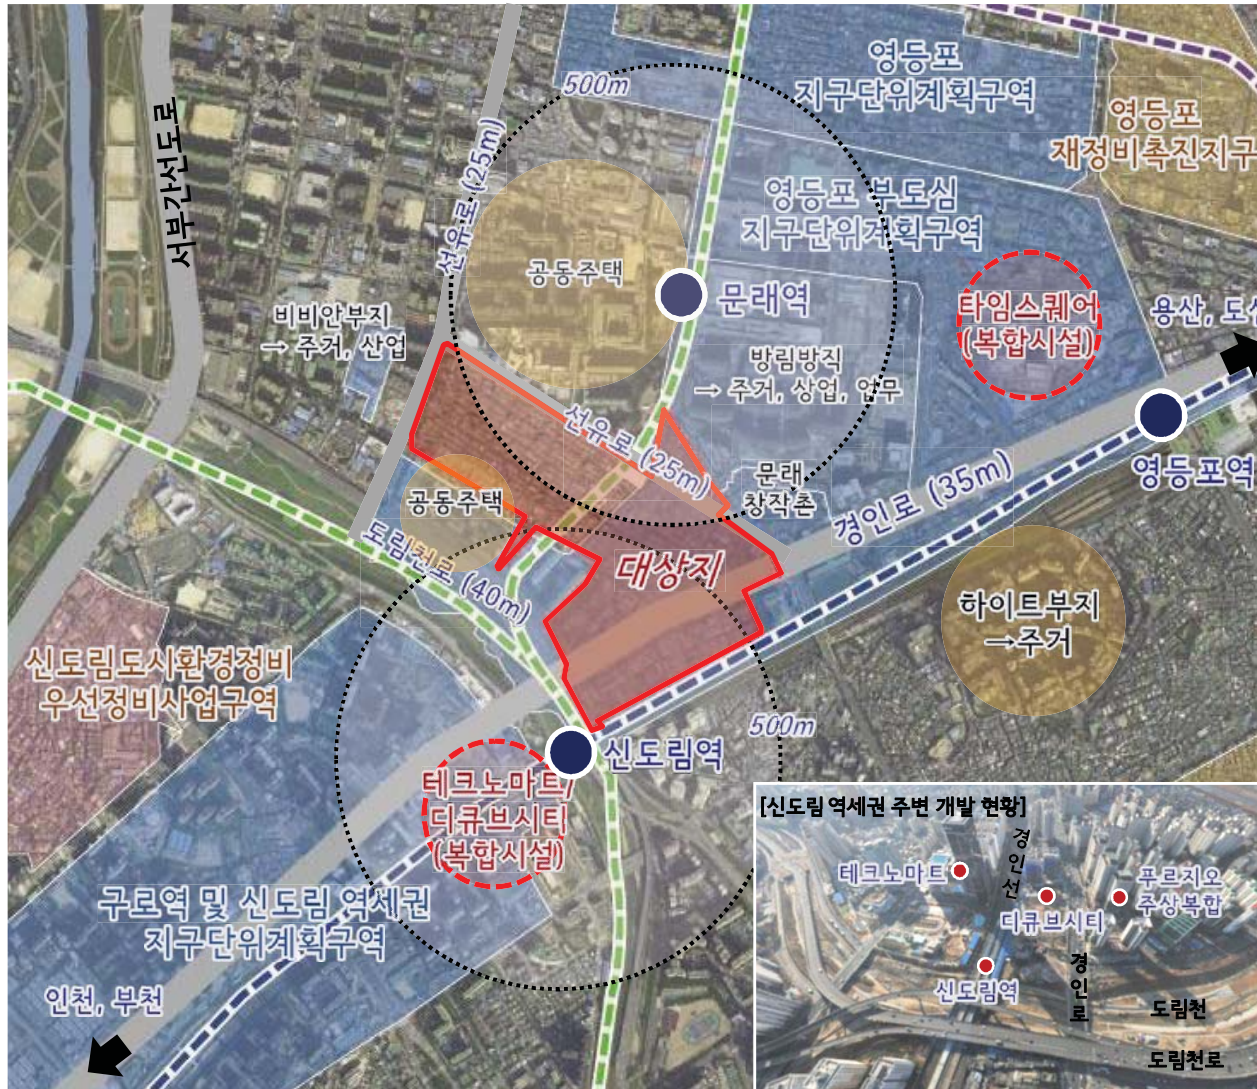 500m
영등포
지구단위계획구역
영등포
재정비촉진지구
서부간선도로
선유로 (25m)
영등포 부도심
지구단위계획구역
공동주택
문래역
타임스퀘어
(복합시설)
용산, 도심
비비안부지
→ 주거, 산업
방림방직
→ 주거, 상업, 업무
선유로 (25m)
영등포역
공동주택
문래
창작촌
경인로 (35m)
도림천로 (40m)
대상지
하이트부지
→주거
신도림도시환경정비
우선정비사업구역
500m
신도림역
테크노마트/
디큐브시티
(복합시설)
구로역 및 신도림 역세권
지구단위계획구역
인천, 부천
[신도림 역세권 주변 개발 현황]
경인선
테크노마트
디큐브시티
푸르지오
주상복합
신도림역
경인로
도림천
도림천로